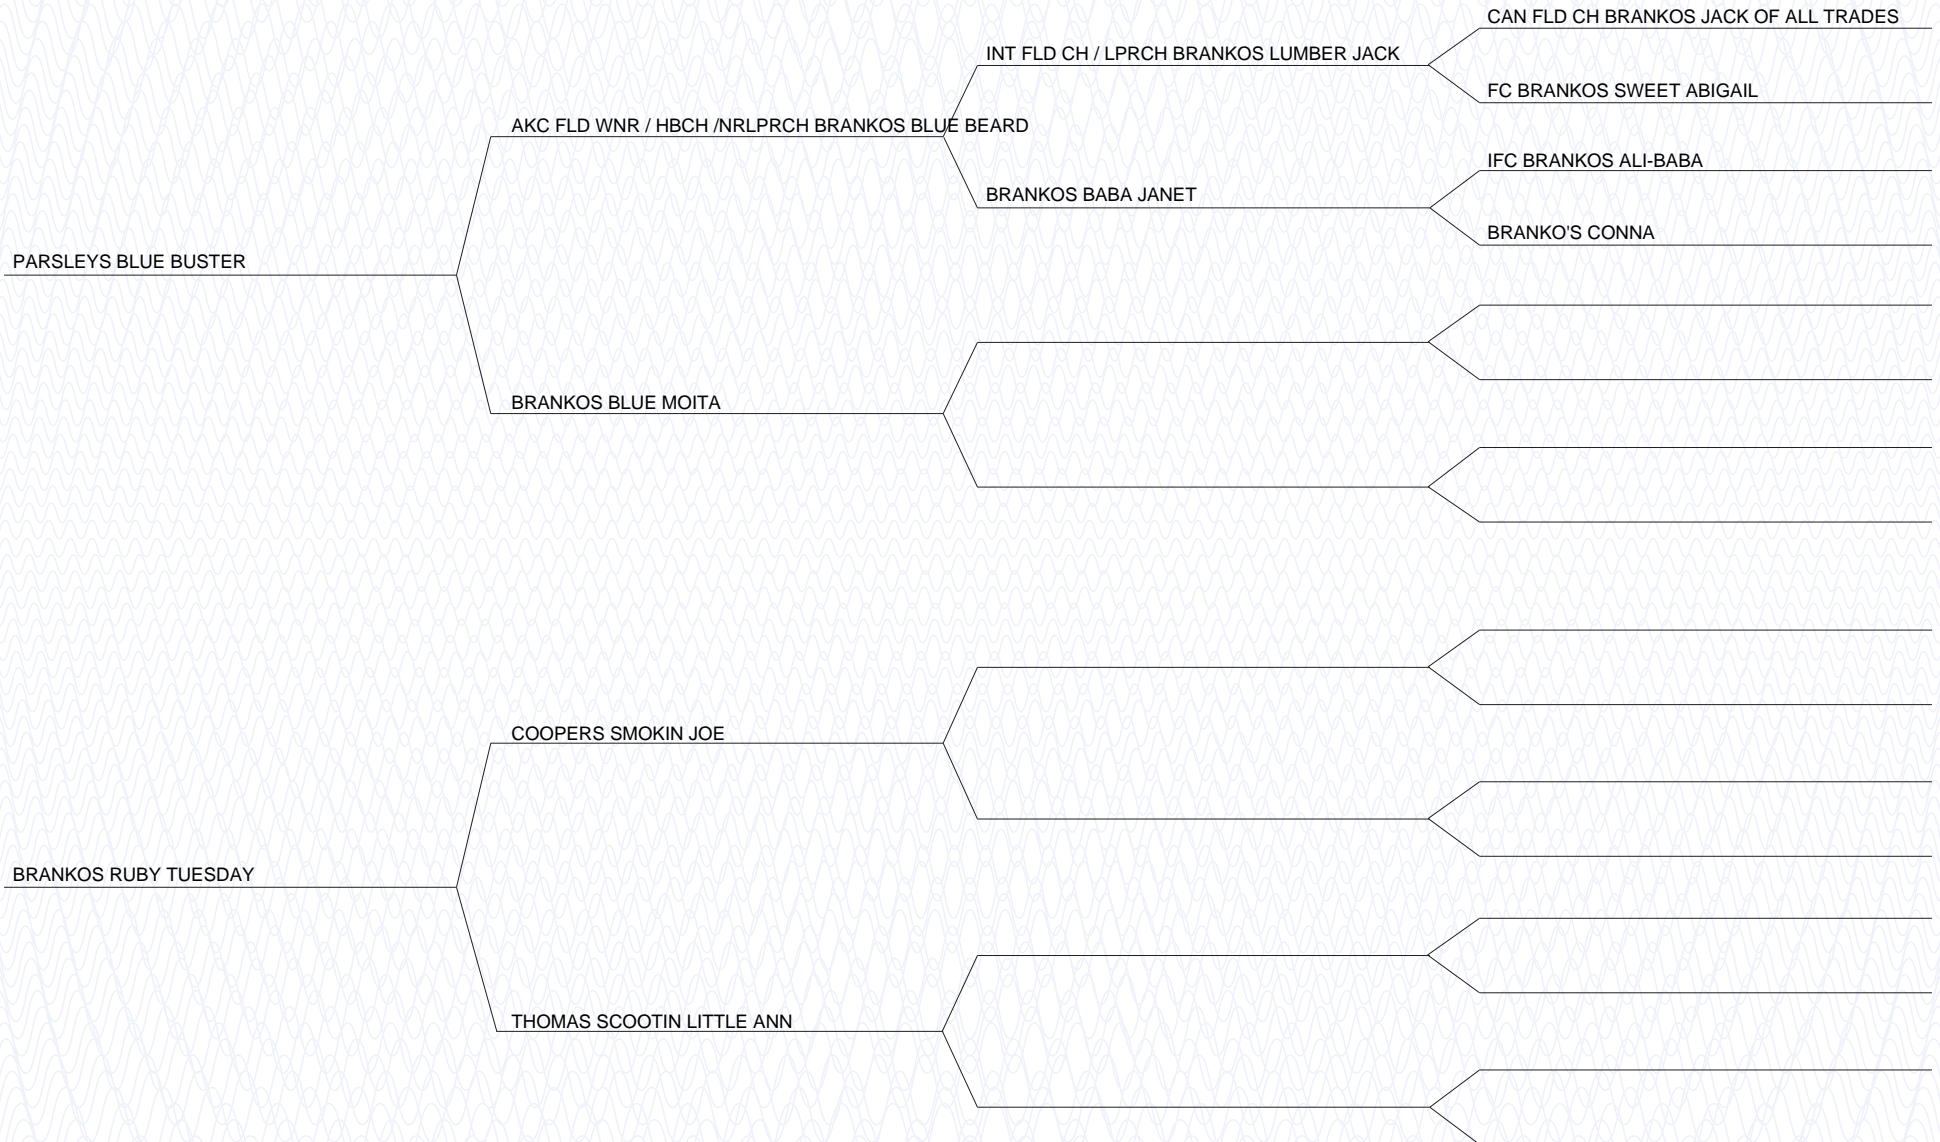 CAN FLD CH BRANKOS JACK OF ALL TRADES
INT FLD CH / LPRCH BRANKOS LUMBER JACK
FC BRANKOS SWEET ABIGAIL
AKC FLD WNR / HBCH /NRLPRCH BRANKOS BLUE BEARD
IFC BRANKOS ALI-BABA
BRANKOS BABA JANET
BRANKO'S CONNA
PARSLEYS BLUE BUSTER
BRANKOS BLUE MOITA
COOPERS SMOKIN JOE
BRANKOS RUBY TUESDAY
THOMAS SCOOTIN LITTLE ANN